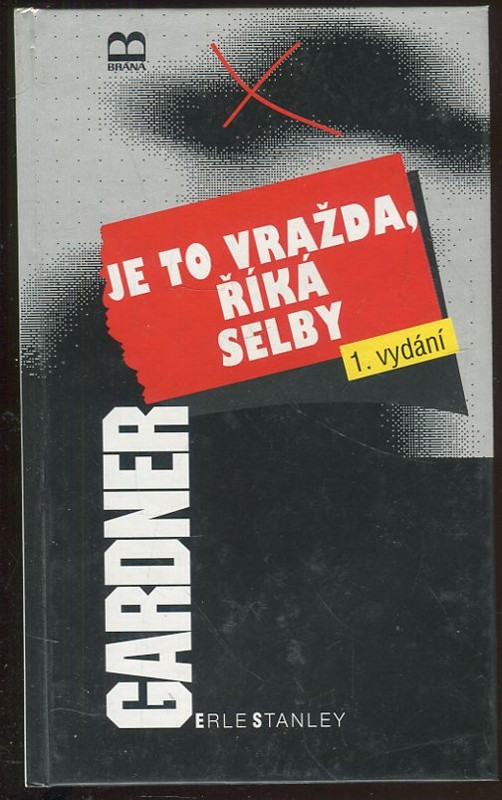 B
BRÁNA
JE TO VRAŽDA,
ŘÍKÁ
SELBY
1. vydání
GARDNER
ERLE STANLEY